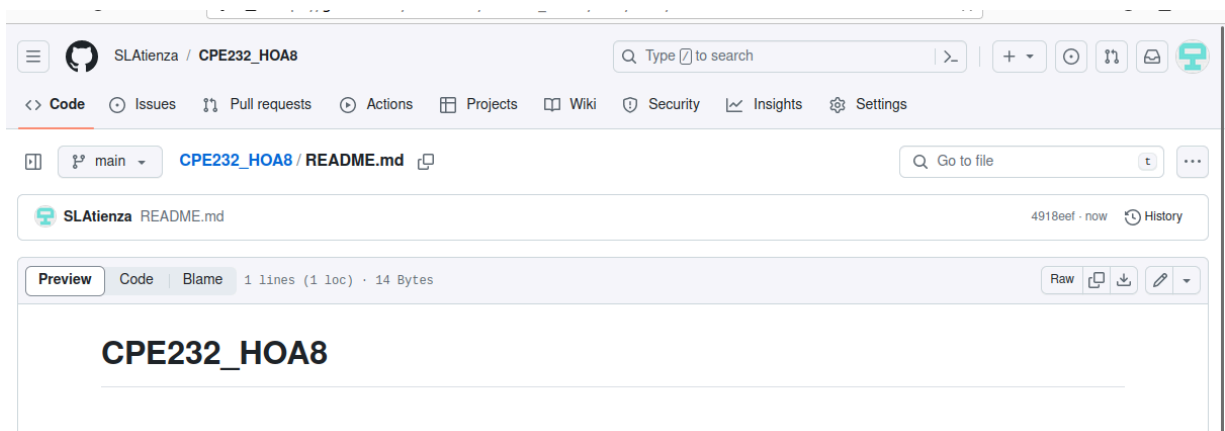 SLAtienza / CPE232_HOA8
Type / to search
Code Issues Pull requests Actions Projects Wiki Security Insights Settings
main CPE232_HOA8 / README.md Go to file t
SLAtienza README.md 4918eef · now History
Preview Code Blame 1 lines (1 loc) · 14 Bytes Raw
CPE232_HOA8